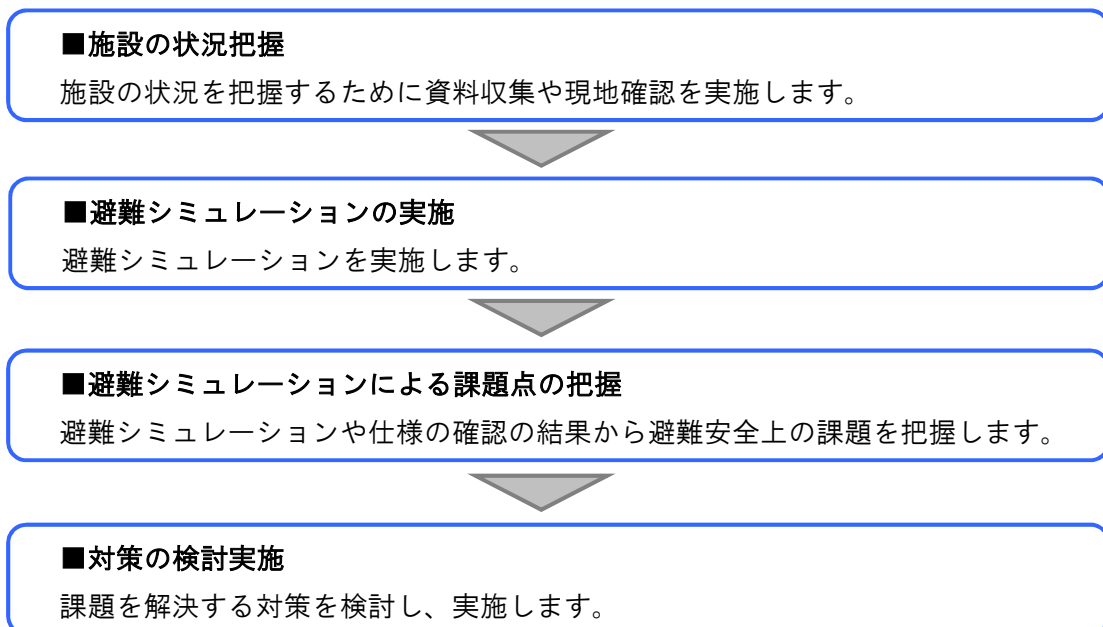 ■施設の状況把握
施設の状況を把握するために資料収集や現地確認を実施します。
■避難シミュレーションの実施
避難シミュレーションを実施します。
■避難シミュレーションによる課題点の把握
避難シミュレーションや仕様の確認の結果から避難安全上の課題を把握します。
■対策の検討実施
課題を解決する対策を検討し、実施します。